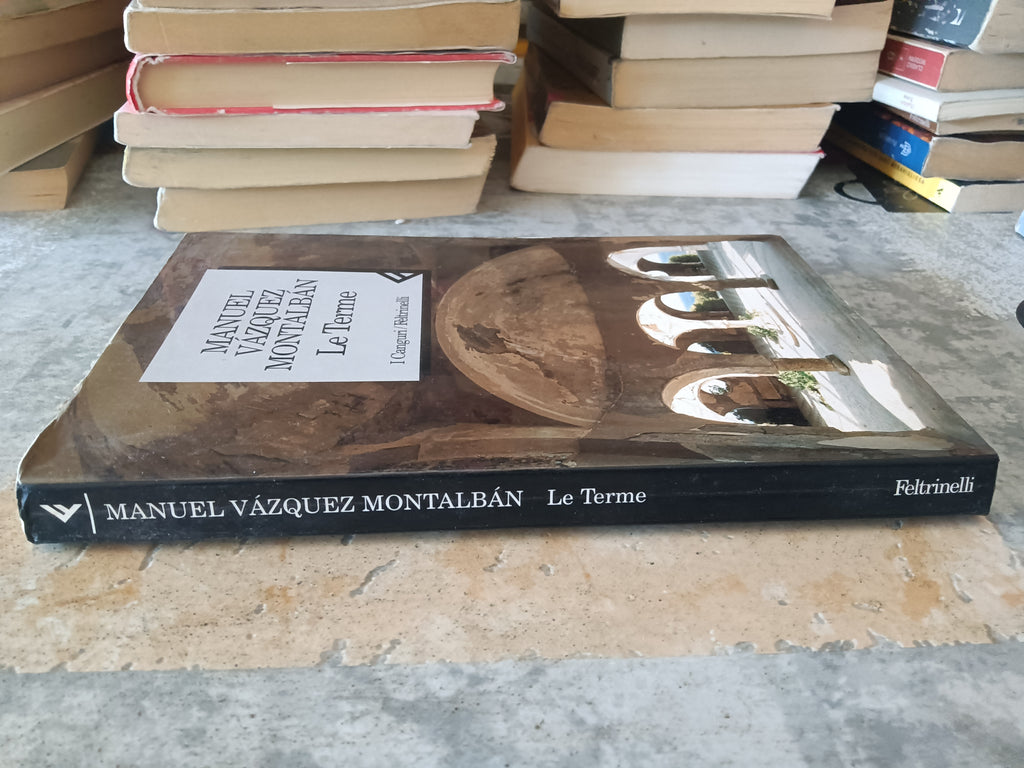 MANUEL
VÁZQUEZ
MONTALBÁN
Le Terme
I Canguri / Feltrinelli
MANUEL VÁZQUEZ MONTALBÁN Le Terme Feltrinelli